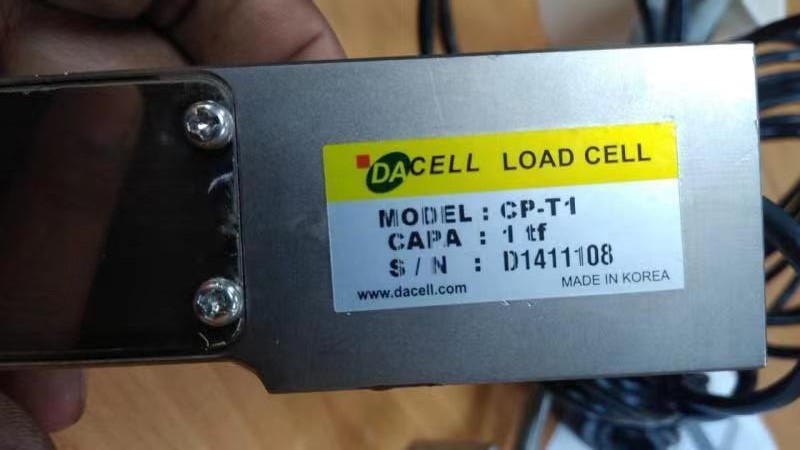 DACELL LOAD CELL
MODEL : CP-T1
CAPA : 1 tf
S / N : D1411108
www.dacell.com MADE IN KOREA